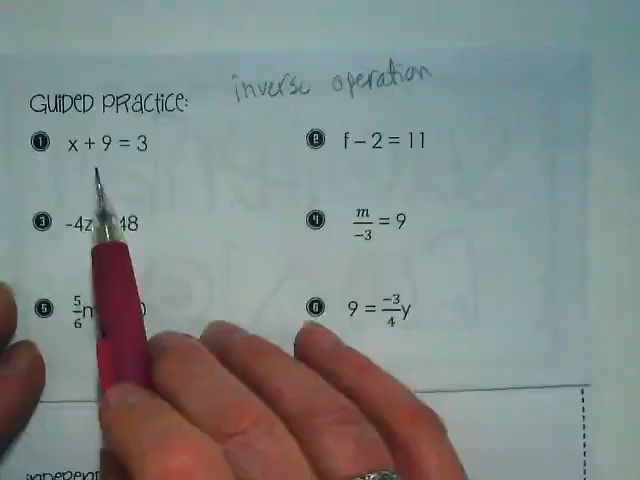 inverse operation
GUIDED PRACTICE:
1 x + 9 = 3
2 f – 2 = 11
3 -4z 48
4 m/-3 = 9
5 5/6 0
6 9 = -3/4 y